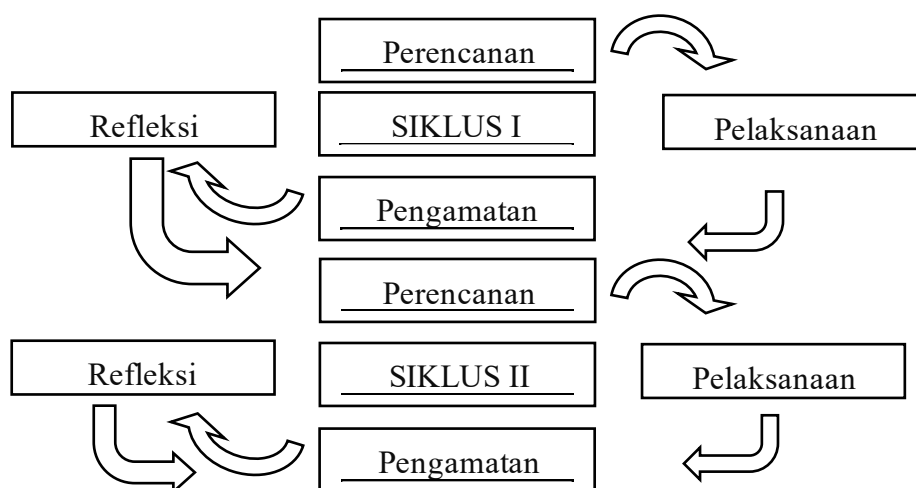 Perencanan
Refleksi
SIKLUS I
Pelaksanaan
Pengamatan
Perencanan
Refleksi
SIKLUS II
Pelaksanaan
Pengamatan